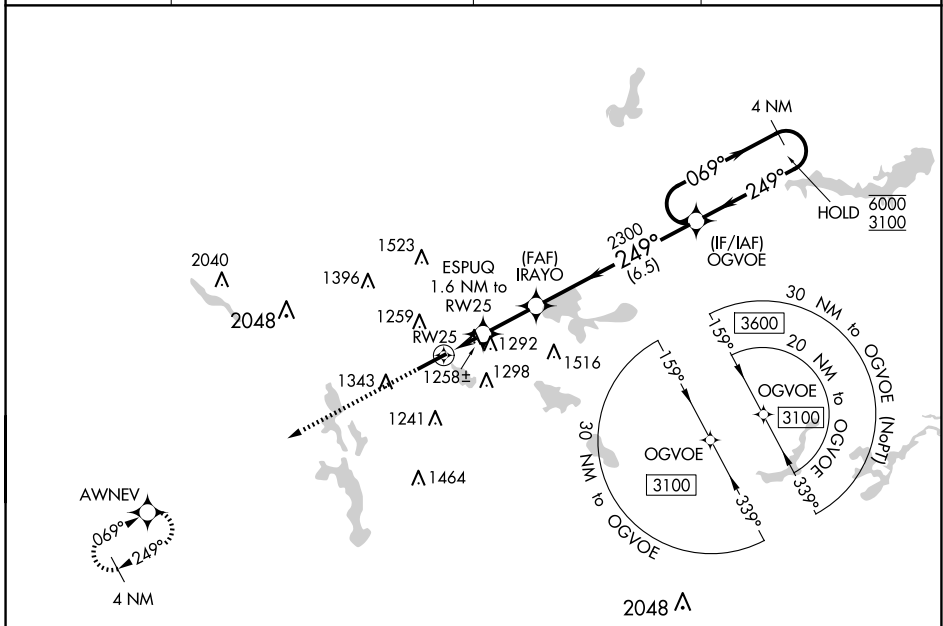 4 NM
069°
249°
HOLD
6000
3100
2300
249°
(6.5)
(IF/IAF)
OGVOE
(FAF)
IRAYO
ESPUQ
1.6 NM to
RW25
RW25
2040
2048
1523
1396
1259
1292
1516
1258±
1298
1343
1241
1464
30 NM to OGVOE (NoPT)
159°
3600
20 NM to OGVOE
OGVOE
3100
339°
159°
OGVOE
3100
339°
30 NM to OGVOE
AWNEV
069°
249°
4 NM
2048